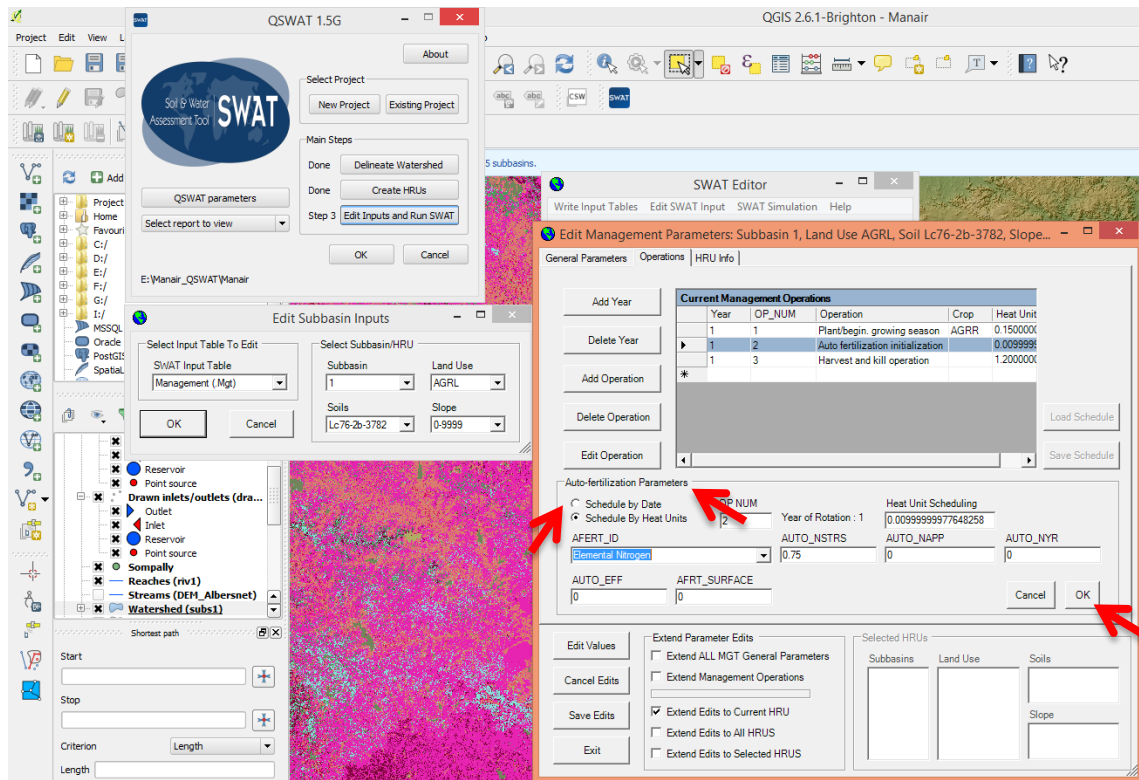 QGIS 2.6.1-Brighton - Manair
Project Edit View L
QSWAT 1.5G
About
Soil & Water
Assessment Tool
SWAT
Select Project
New Project Existing Project
Main Steps
Done Delineate Watershed
Done Create HRUs
Step 3 Edit Inputs and Run SWAT
QSWAT parameters
Select report to view
OK Cancel
E:\Manair_QSWAT\Manair
abc abc CSW SWAT
5 subbasins.
Add
Project
Home
Favouri
C:/
D:/
E:/
F:/
G:/
I:/
MSSQL
Oracle
PostGIS
SpatiaL
SWAT Editor
Write Input Tables Edit SWAT Input SWAT Simulation Help
Edit Subbasin Inputs
Select Input Table To Edit
SWAT Input Table
Management (.Mgt)
OK Cancel
Select Subbasin/HRU
Subbasin Land Use
1 AGRL
Soils Slope
Lc76-2b-3782 0-9999
Reservoir
Point source
Drawn inlets/outlets (dra...
Outlet
Inlet
Reservoir
Point source
Sompally
Reaches (riv1)
Streams (DEM_Albersnet)
Watershed (subs1)
Shortest path
Start
Stop
Criterion Length
Length
Edit Management Parameters: Subbasin 1, Land Use AGRL, Soil Lc76-2b-3782, Slope...
General Parameters Operations HRU Info
Add Year
Delete Year
Add Operation
Delete Operation
Edit Operation
Current Management Operations
Year OP_NUM Operation Crop Heat Unit
1 1 Plant/begin. growing season AGRR 0.1500000
1 2 Auto fertilization initialization 0.0099999
1 3 Harvest and kill operation 1.2000000
Load Schedule
Save Schedule
Auto-fertilization Parameters
Schedule by Date
Schedule By Heat Units
OP_NUM
2
Year of Rotation : 1
Heat Unit Scheduling
0.00999999977648258
AFERT_ID AUTO_NSTRS AUTO_NAPP AUTO_NYR
Elemental Nitrogen 0.75 0 0
AUTO_EFF AFRT_SURFACE
0 0
Cancel OK
Edit Values
Cancel Edits
Save Edits
Exit
Extend Parameter Edits
Extend ALL MGT General Parameters
Extend Management Operations
Extend Edits to Current HRU
Extend Edits to All HRUS
Extend Edits to Selected HRUS
Selected HRUs
Subbasins Land Use Soils
Slope